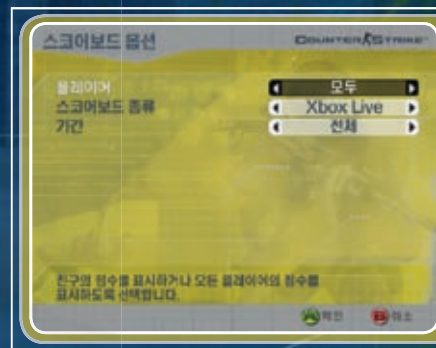 스코어보드 옵션 COUNTER STRIKE
플레이어 모두
스코어보드 종류 Xbox Live
기간 전체
친구의 점수를 표시하거나 모든 플레이어의 점수를
표시하도록 선택합니다.
A 확인 B 취소